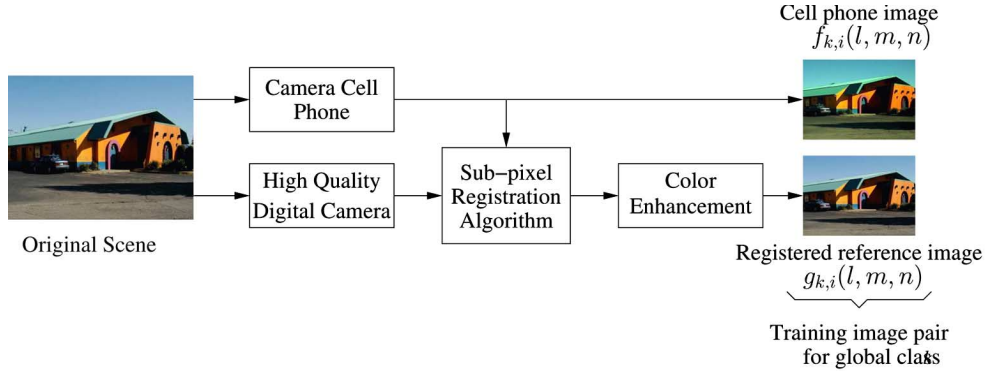 Cell phone image
f_{k,i}(l, m, n)
Camera Cell
Phone
High Quality
Digital Camera
Sub-pixel
Registration
Algorithm
Color
Enhancement
Original Scene
Registered reference image
g_{k,i}(l, m, n)
Training image pair
for global class k